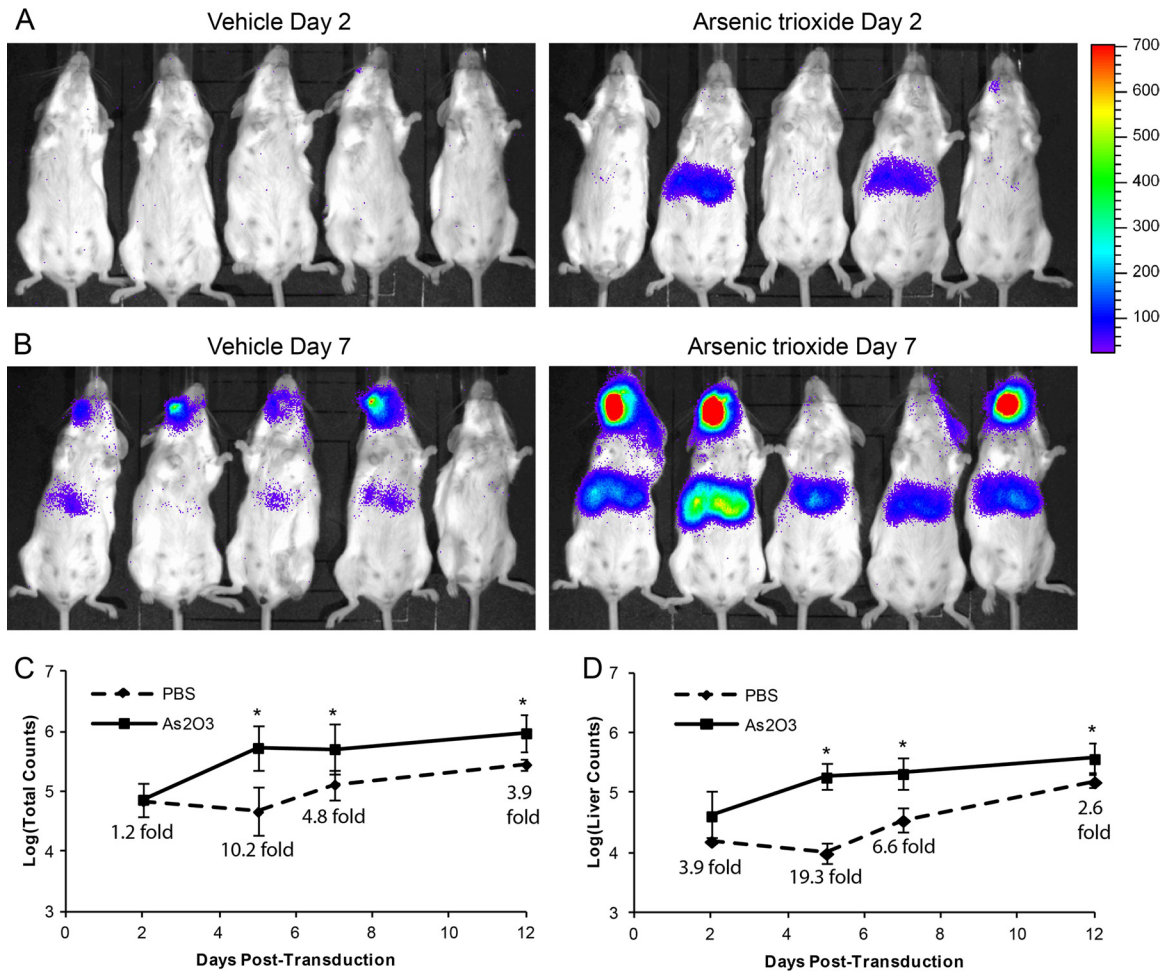 A
Vehicle Day 2
Arsenic trioxide Day 2
700
600
500
400
300
200
100
B
Vehicle Day 7
Arsenic trioxide Day 7
C
7
6
5
4
3
Log(Total Counts)
PBS
As2O3
*
*
*
1.2 fold
10.2 fold
4.8 fold
3.9
fold
0
2
4
6
8
10
12
Days Post-Transduction
D
7
6
5
4
3
Log(Liver Counts)
PBS
As2O3
*
*
*
3.9 fold
19.3 fold
6.6 fold
2.6
fold
0
2
4
6
8
10
12
Days Post-Transduction